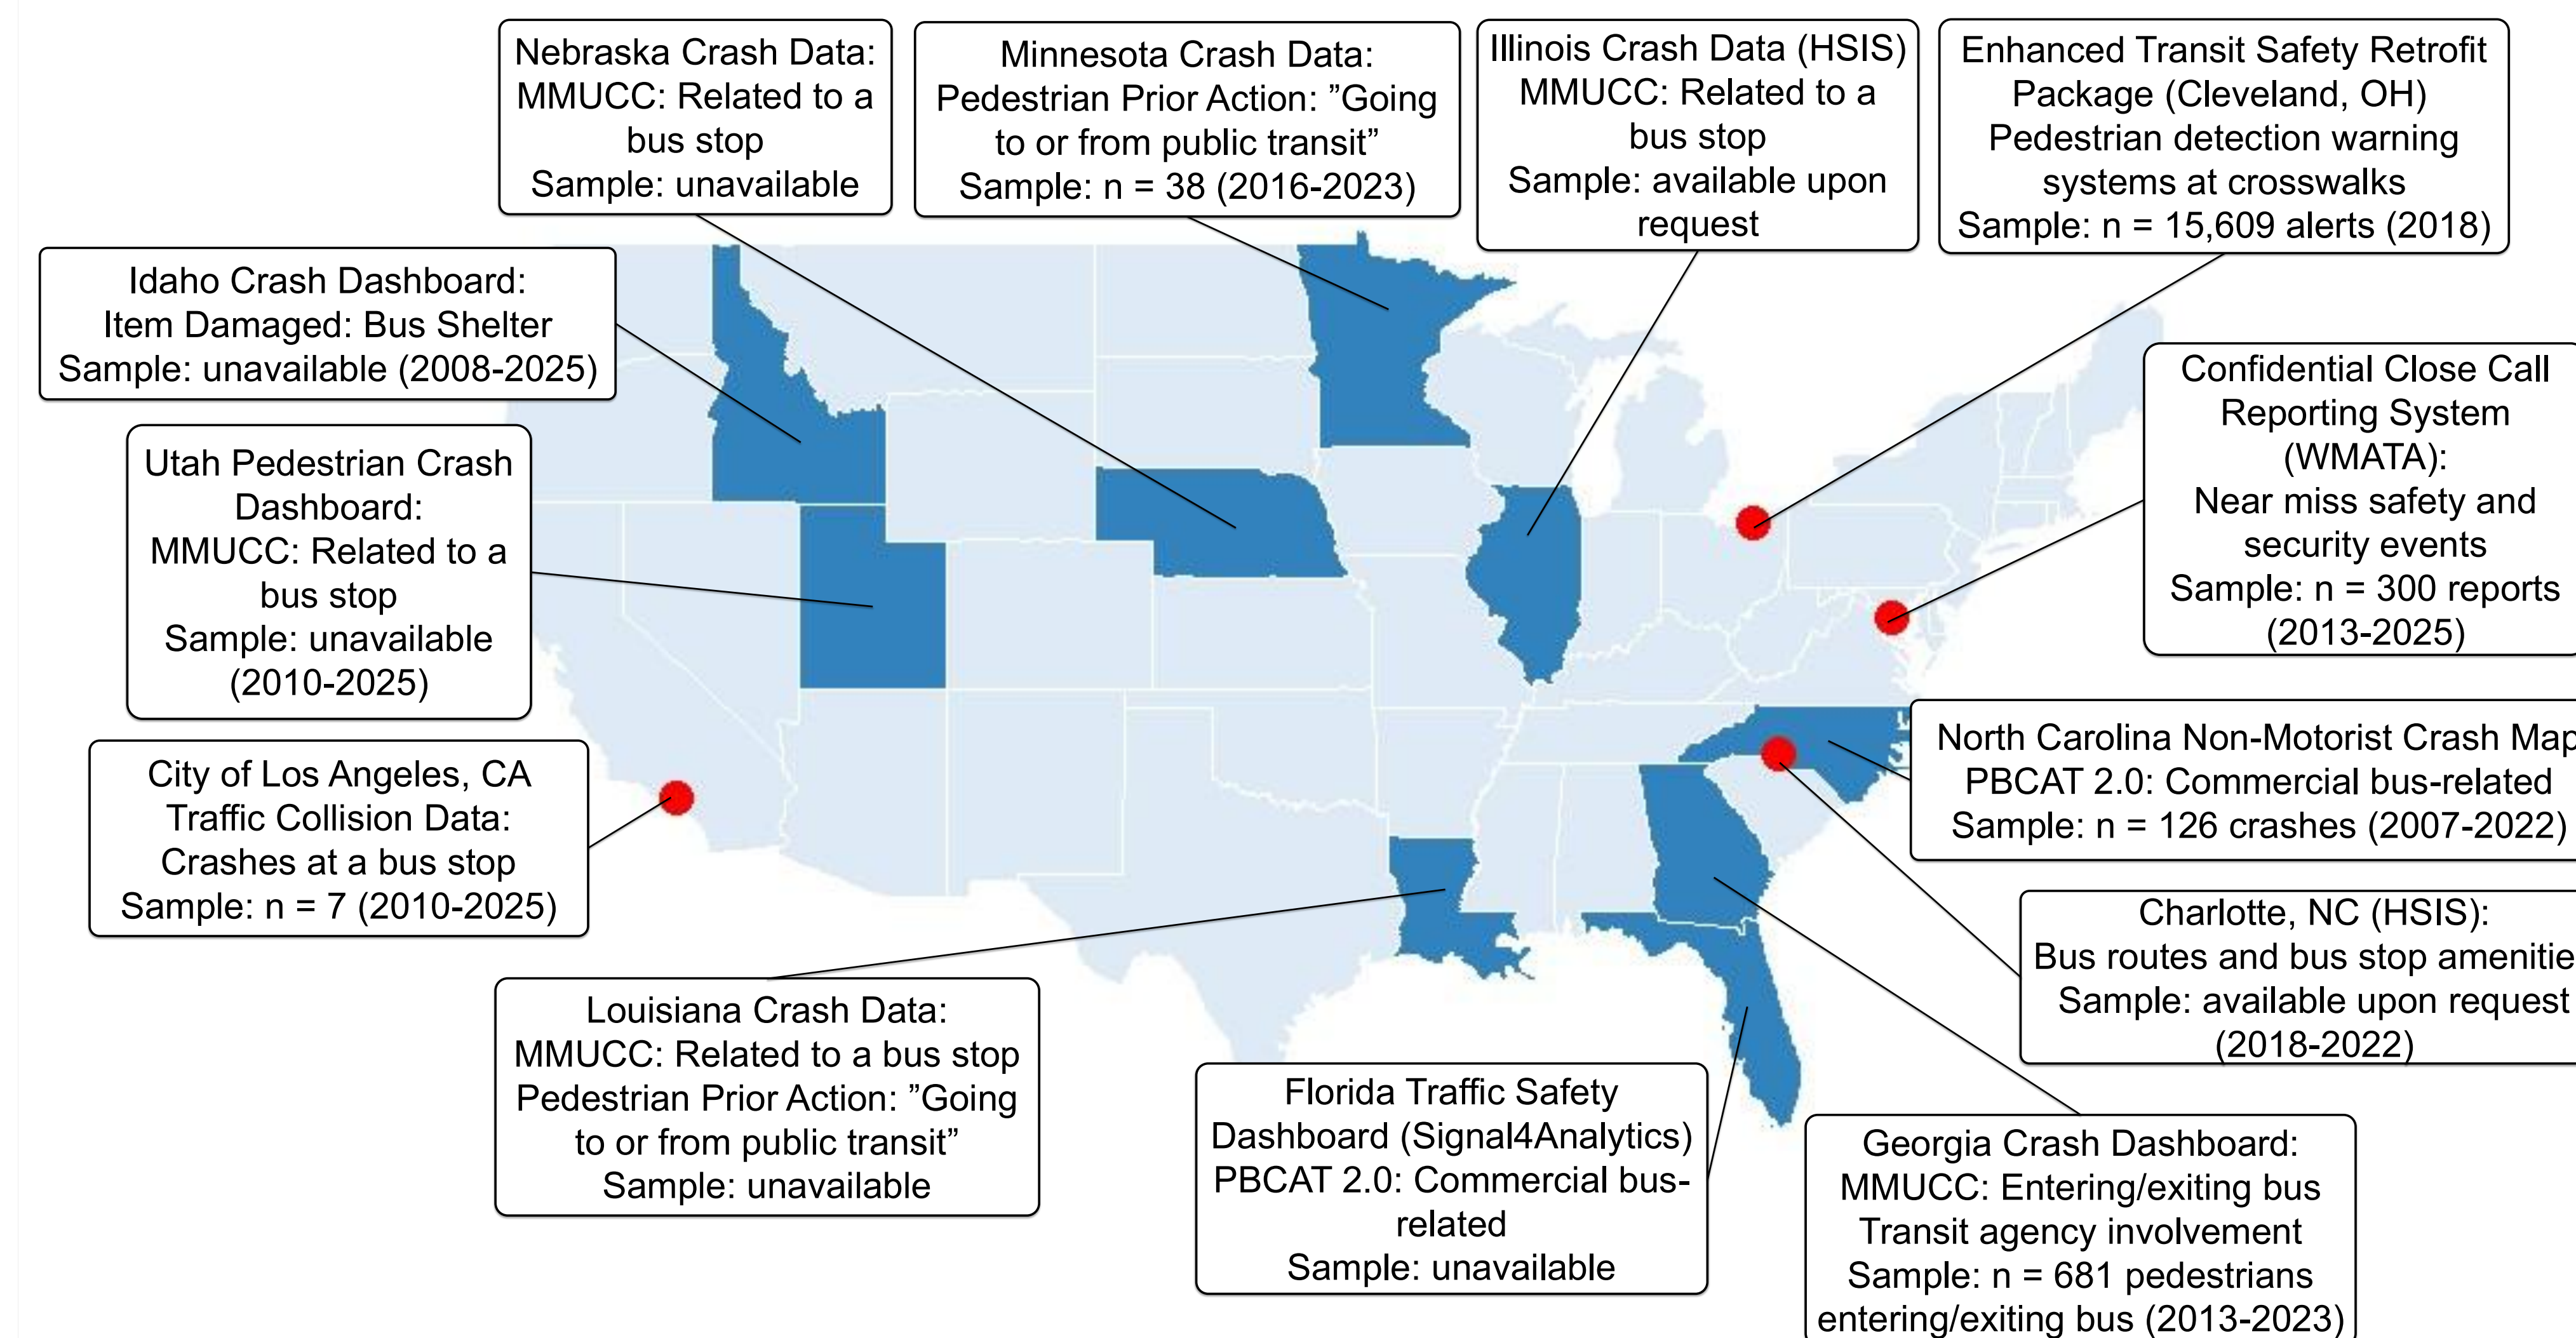 Nebraska Crash Data:
MMUCC: Related to a
bus stop
Sample: unavailable
Minnesota Crash Data:
Pedestrian Prior Action: ”Going
to or from public transit”
Sample: n = 38 (2016-2023)
Illinois Crash Data (HSIS)
MMUCC: Related to a
bus stop
Sample: available upon
request
Enhanced Transit Safety Retrofit
Package (Cleveland, OH)
Pedestrian detection warning
systems at crosswalks
Sample: n = 15,609 alerts (2018)
Idaho Crash Dashboard:
Item Damaged: Bus Shelter
Sample: unavailable (2008-2025)
Confidential Close Call
Reporting System
(WMATA):
Near miss safety and
security events
Sample: n = 300 reports
(2013-2025)
Utah Pedestrian Crash
Dashboard:
MMUCC: Related to a
bus stop
Sample: unavailable
(2010-2025)
North Carolina Non-Motorist Crash Map
PBCAT 2.0: Commercial bus-related
Sample: n = 126 crashes (2007-2022)
City of Los Angeles, CA
Traffic Collision Data:
Crashes at a bus stop
Sample: n = 7 (2010-2025)
Charlotte, NC (HSIS):
Bus routes and bus stop amenitie
Sample: available upon request
(2018-2022)
Louisiana Crash Data:
MMUCC: Related to a bus stop
Pedestrian Prior Action: ”Going
to or from public transit”
Sample: unavailable
Florida Traffic Safety
Dashboard (Signal4Analytics)
PBCAT 2.0: Commercial bus-
related
Sample: unavailable
Georgia Crash Dashboard:
MMUCC: Entering/exiting bus
Transit agency involvement
Sample: n = 681 pedestrians
entering/exiting bus (2013-2023)